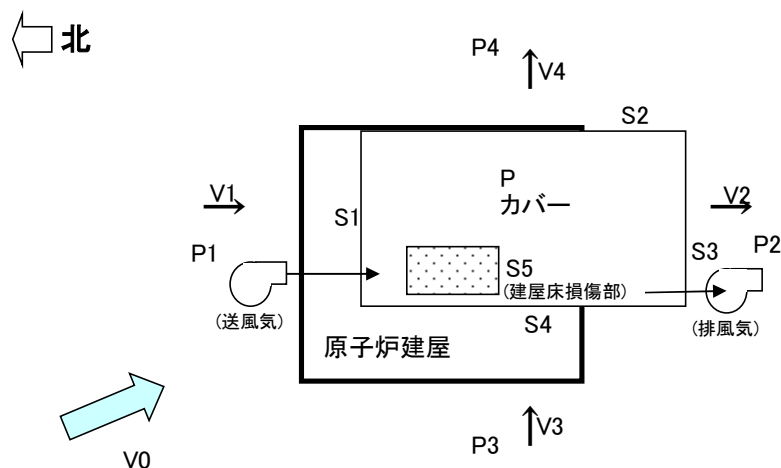 北
P4
V4
S2
P
カバー
V1
V2
S1
P1
S3
P2
S5
(建屋床損傷部)
(送風気)
(排風気)
S4
原子炉建屋
V3
P3
V0